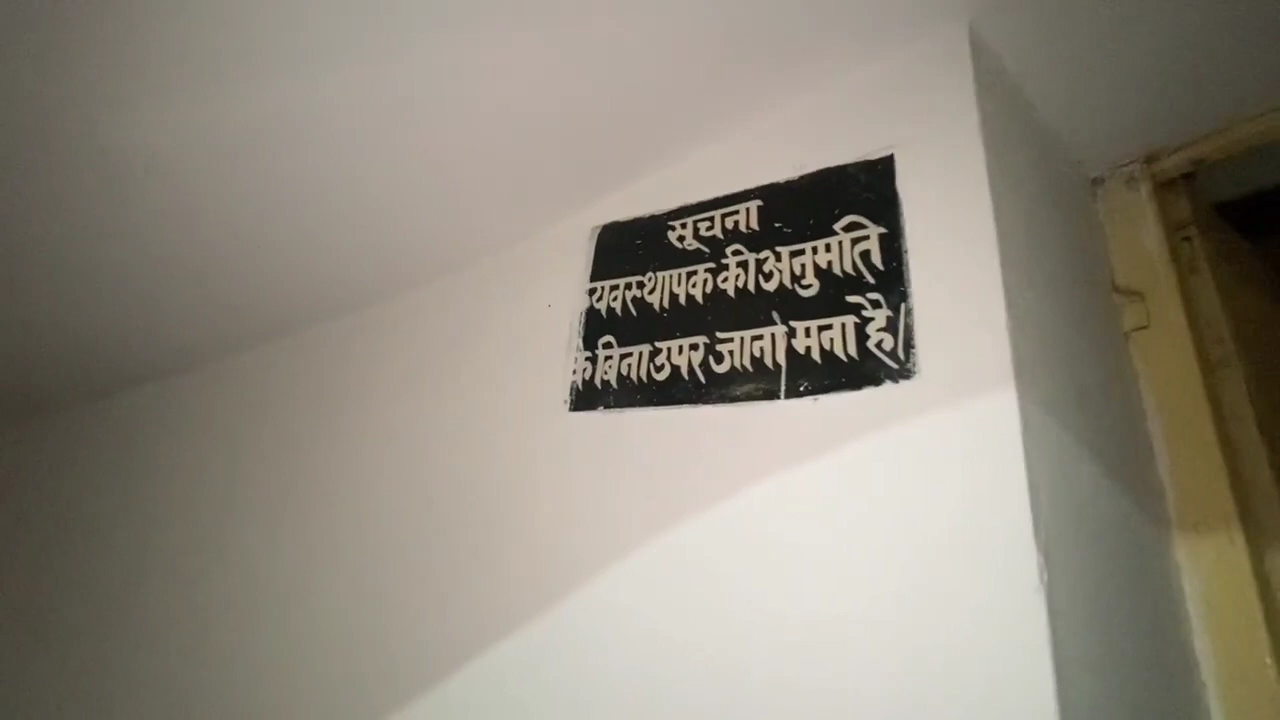 सूचना
व्यवस्थापक की अनुमति
के बिना उपर जाना मना है।